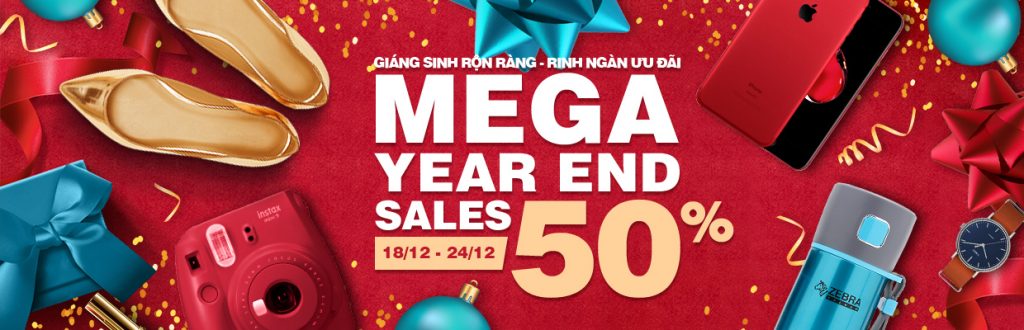 GIÁNG SINH RỘN RÀNG - RINH NGÀN ƯU ĐÃI
MEGA
YEAR END
SALES
50%
18/12 - 24/12
instax
iPhone
ZEBRA